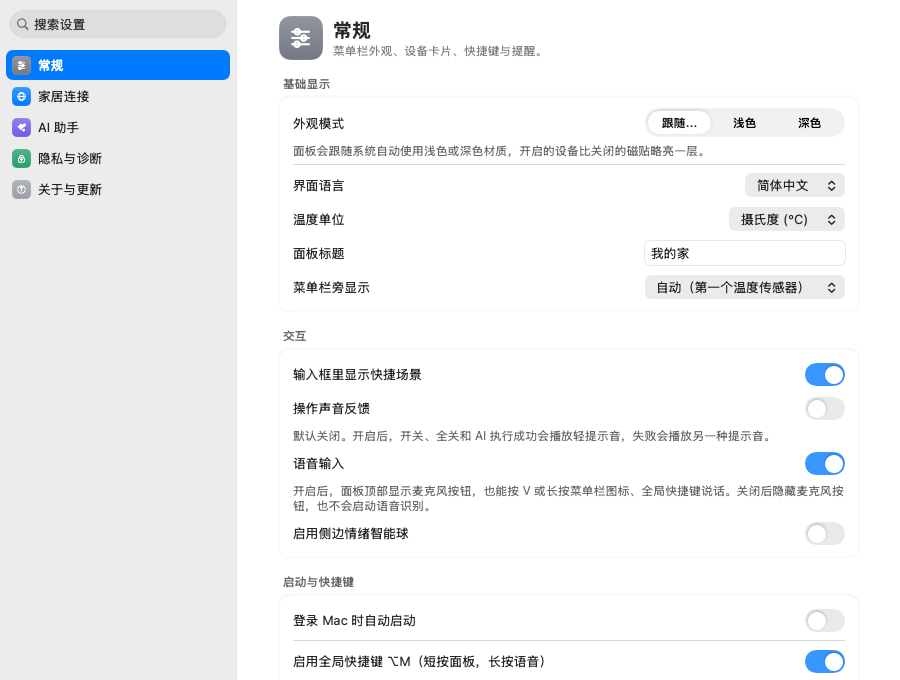 搜索设置
常规
家居连接
AI 助手
隐私与诊断
关于与更新
常规
菜单栏外观、设备卡片、快捷键与提醒。
基础显示
外观模式
跟随...
浅色
深色
面板会跟随系统自动使用浅色或深色材质，开启的设备比关闭的磁贴略亮一层。
界面语言
简体中文
温度单位
摄氏度 (°C)
面板标题
我的家
菜单栏旁显示
自动（第一个温度传感器）
交互
输入框里显示快捷场景
操作声音反馈
默认关闭。开启后，开关、全关和 AI 执行成功会播放轻提示音，失败会播放另一种提示音。
语音输入
开启后，面板顶部显示麦克风按钮，也能按 V 或长按菜单栏图标、全局快捷键说话。关闭后隐藏麦克风按
钮，也不会启动语音识别。
启用侧边情绪智能球
启动与快捷键
登录 Mac 时自动启动
启用全局快捷键 ⌥M（短按面板，长按语音）